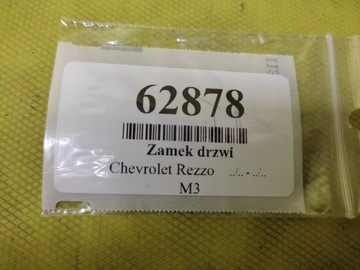 62878
Zamek drzwi
Chevrolet Rezzo ../.. - ../..
M3